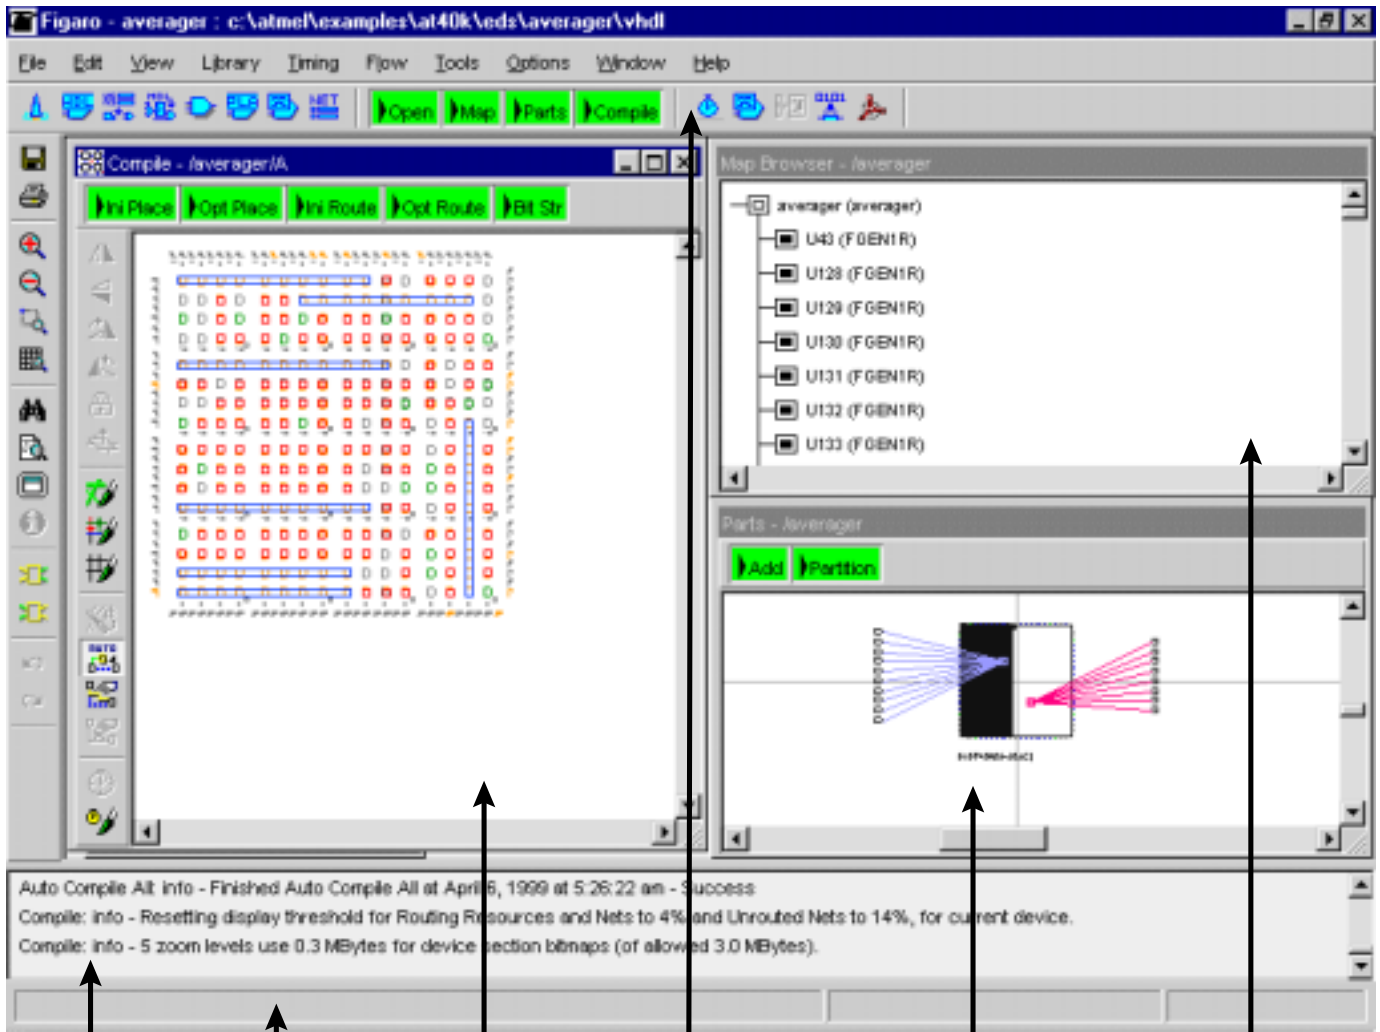 Figaro - averager : c:\atmel\examples\at40k\eds\averager\vhdl
File Edit View Library Timing Flow Tools Options Window Help
NET Open Map Parts Compile
Compile - /averager/A
Ini Place Opt Place Ini Route Opt Route Bit Str
Map Browser - /averager
averager (averager)
U43 (FGEN1R)
U128 (FGEN1R)
U129 (FGEN1R)
U130 (FGEN1R)
U131 (FGEN1R)
U132 (FGEN1R)
U133 (FGEN1R)
Parts - /averager
Add Partition
AUTO
Auto Compile All: info - Finished Auto Compile All at April 6, 1999 at 5:26:22 am - Success
Compile: info - Resetting display threshold for Routing Resources and Nets to 4% and Unrouted Nets to 14%, for current device.
Compile: info - 5 zoom levels use 0.3 MBytes for device section bitmaps (of allowed 3.0 MBytes).